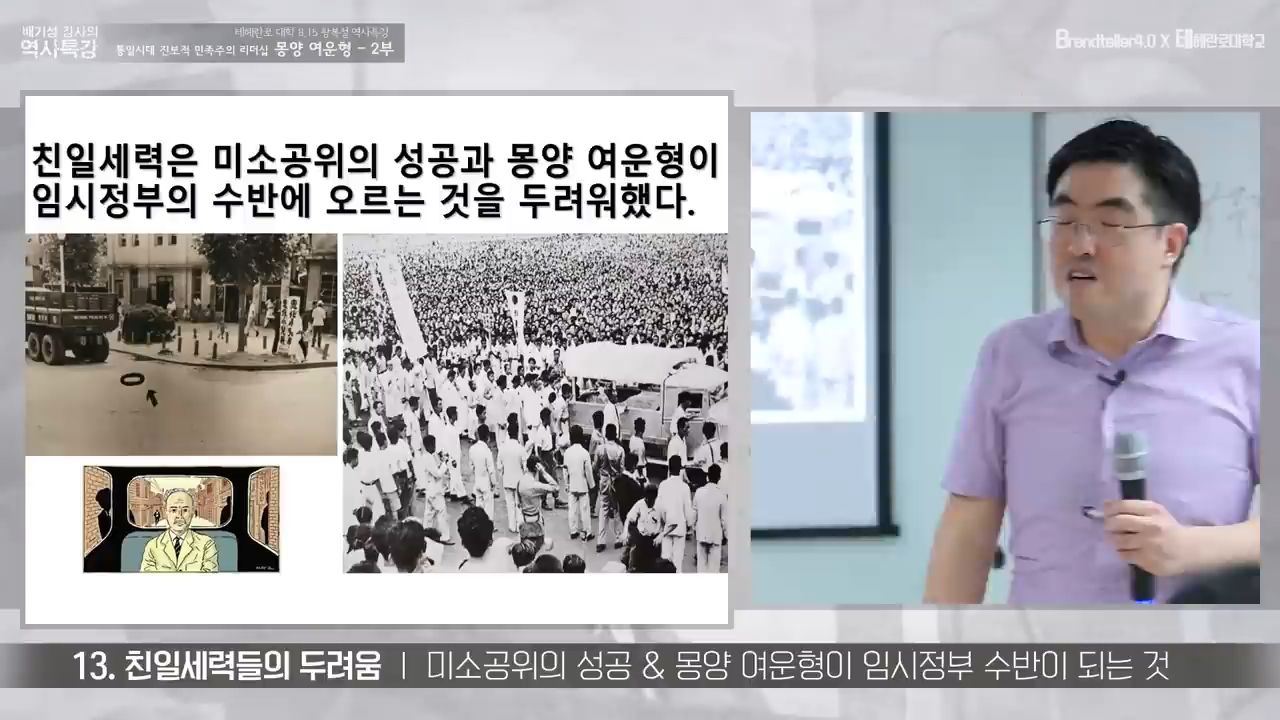 배기성 강사의
역사특강
테헤란로 대학 8.15 광복절 역사특강
통일시대 진보적 민족주의 리더십 몽양 여운형 - 2부
Brandteller4.0 X 테헤란로대학교
친일세력은 미소공위의 성공과 몽양 여운형이
임시정부의 수반에 오르는 것을 두려워했다.
13. 친일세력들의 두려움 | 미소공위의 성공 & 몽양 여운형이 임시정부 수반이 되는 것